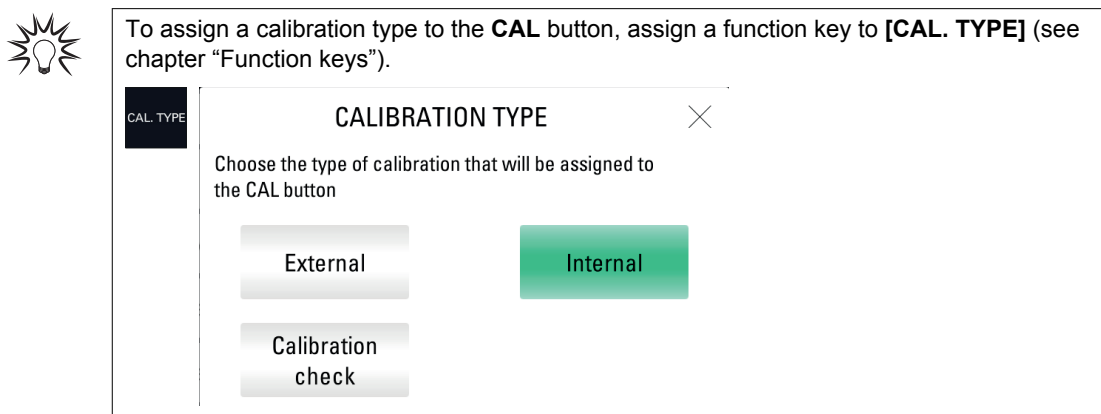 To assign a calibration type to the CAL button, assign a function key to [CAL. TYPE] (see
chapter “Function keys”).
CAL. TYPE
CALIBRATION TYPE
Choose the type of calibration that will be assigned to
the CAL button
External
Internal
Calibration
check